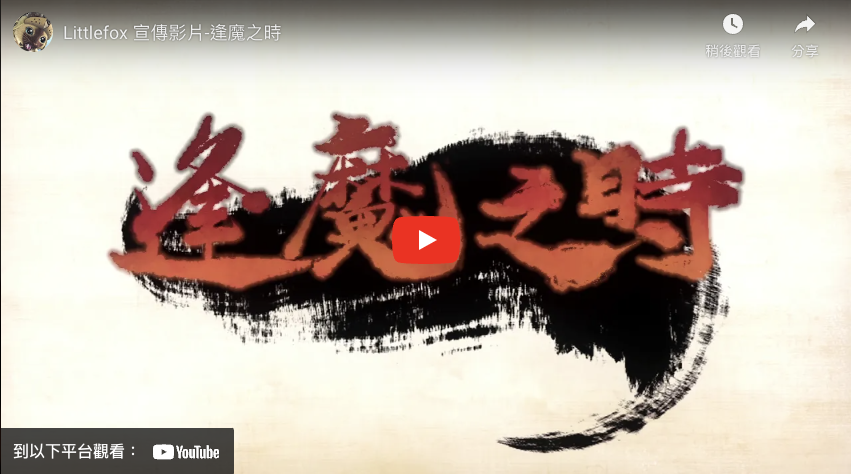 Littlefox 宣傳影片-逢魔之時
稍後觀看
分享
逢魔之時
到以下平台觀看：
YouTube